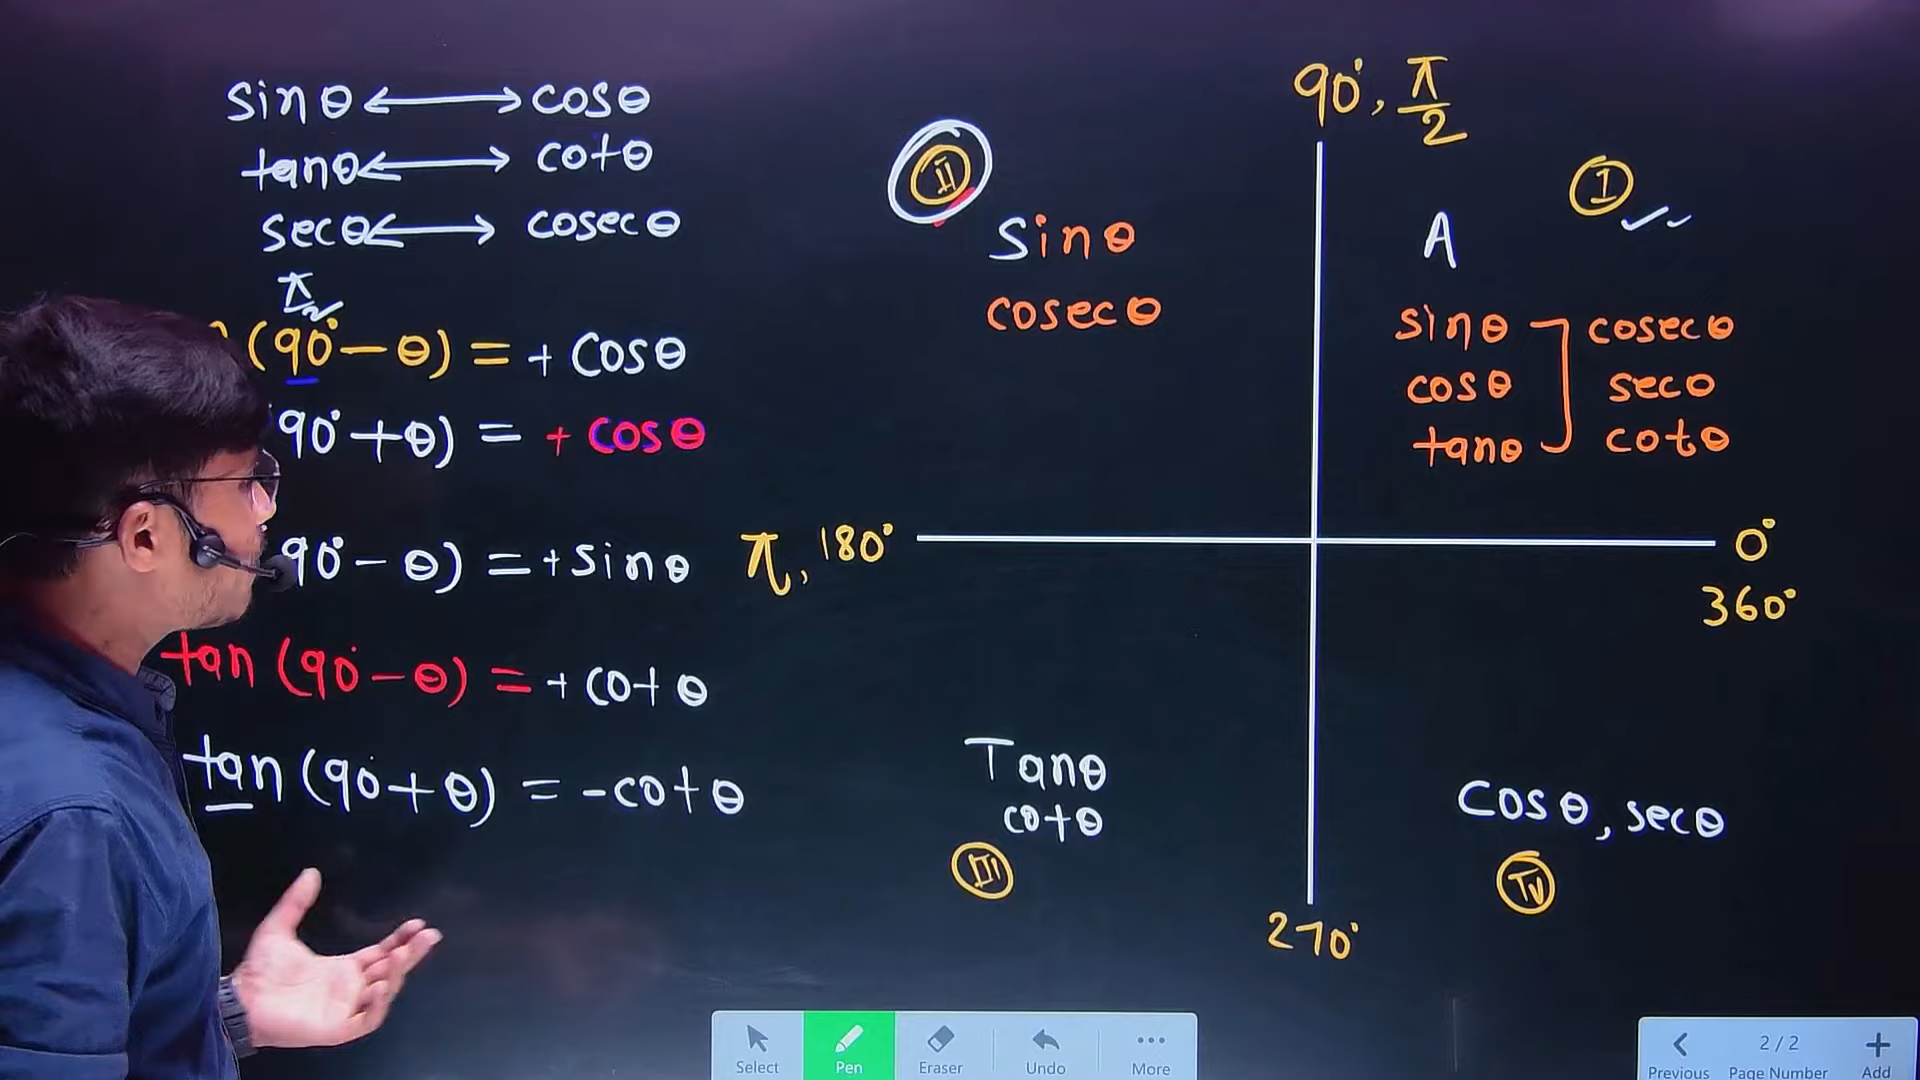 sinθ ⟷ cosθ
tanθ ⟷ cotθ
secθ ⟷ cosecθ
π/2
(90° − θ) = + cosθ
90° + θ) = + cosθ
90° − θ) = + sinθ
tan (90° − θ) = + cot θ
tan (90° + θ) = - cot θ
90°, π/2
II
I
sinθ
cosecθ
A
sinθ cosecθ
cosθ secθ
tanθ cotθ
π, 180°
0°
360°
Tanθ
cotθ
III
cosθ, secθ
IV
270°
Select
Pen
Eraser
Undo
More
Previous
2 / 2
Page Number
Add